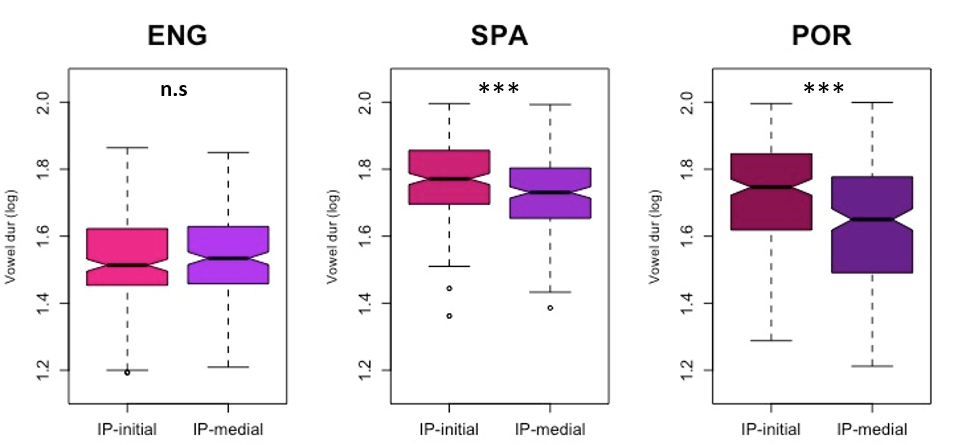 ENG
SPA
POR
n.s
***
***
Vowel dur (log)
2.0
1.8
1.6
1.4
1.2
IP-initial
IP-medial
Vowel dur (log)
2.0
1.8
1.6
1.4
1.2
IP-initial
IP-medial
Vowel dur (log)
2.0
1.8
1.6
1.4
1.2
IP-initial
IP-medial